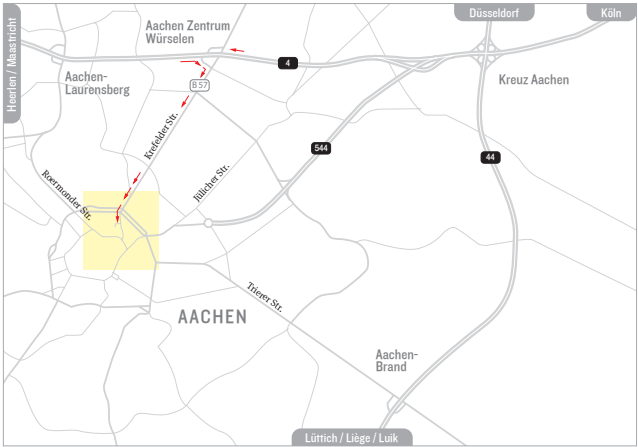 Düsseldorf
Köln
Heerlen / Maastricht
Aachen Zentrum
Würselen
4
Aachen-
Laurensberg
B 57
Kreuz Aachen
Krefelder Str.
544
44
Jülicher Str.
Roermonder Str.
Trierer Str.
AACHEN
Aachen-
Brand
Lüttich / Liège / Luik